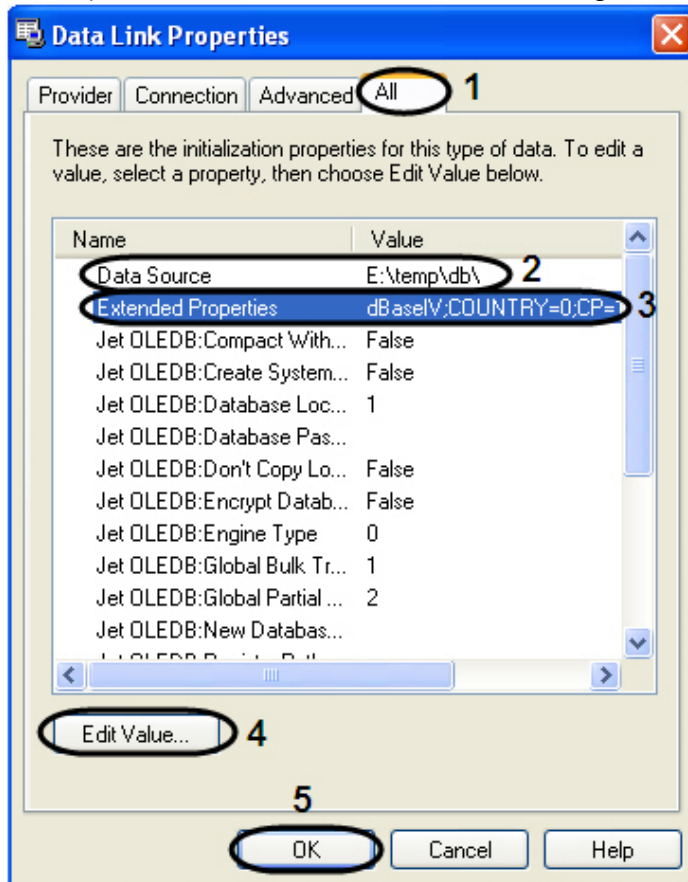 Data Link Properties
Provider Connection Advanced All 1
These are the initialization properties for this type of data. To edit a
value, select a property, then choose Edit Value below.
Name Value
Data Source E:\temp\db\ 2
Extended Properties dBaseIV;COUNTRY=0;CP= 3
Jet OLEDB:Compact With... False
Jet OLEDB:Create System... False
Jet OLEDB:Database Loc... 1
Jet OLEDB:Database Pas...
Jet OLEDB:Don't Copy Lo... False
Jet OLEDB:Encrypt Datab... False
Jet OLEDB:Engine Type 0
Jet OLEDB:Global Bulk Tr... 1
Jet OLEDB:Global Partial ... 2
Jet OLEDB:New Databas...
Edit Value... 4
5
OK Cancel Help